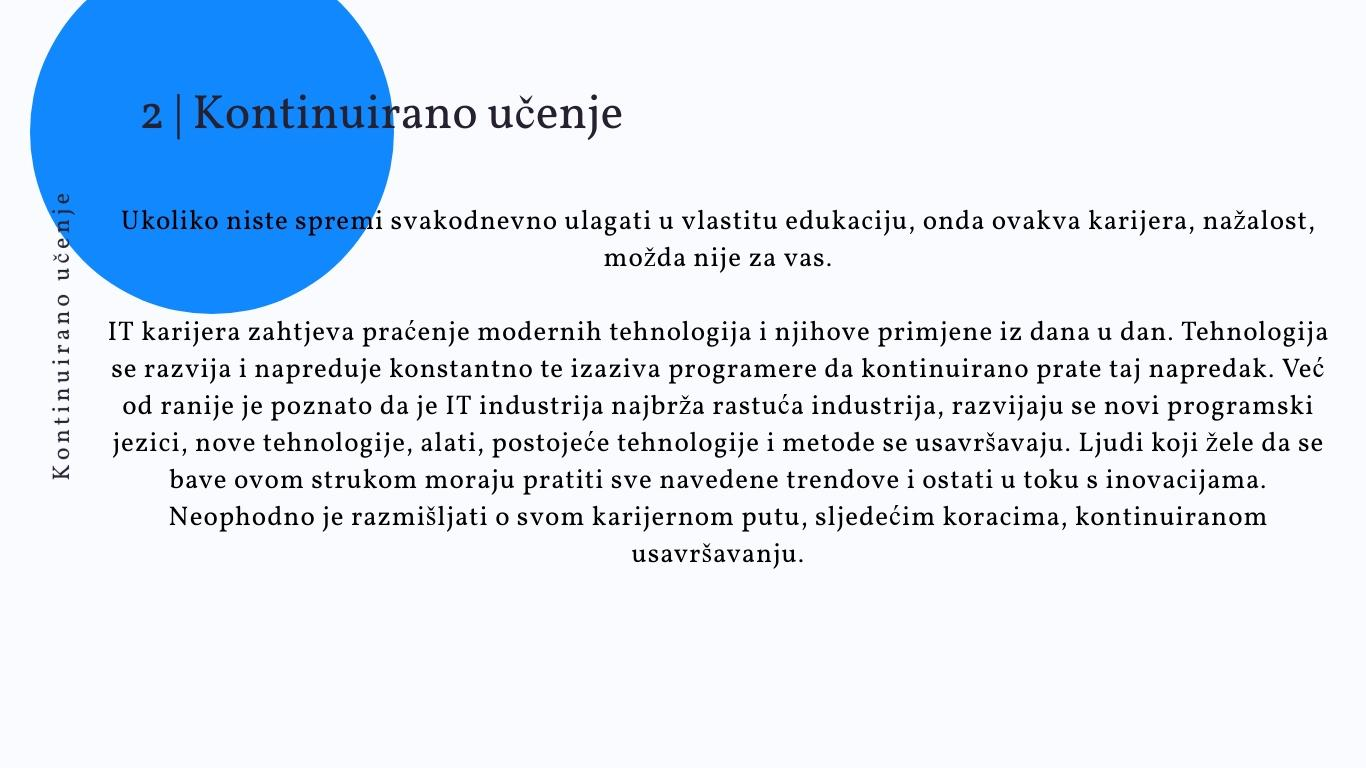 2 | Kontinuirano učenje
Kontinuirano učenje
Ukoliko niste spremi svakodnevno ulagati u vlastitu edukaciju, onda ovakva karijera, nažalost,
možda nije za vas.
IT karijera zahtjeva praćenje modernih tehnologija i njihove primjene iz dana u dan. Tehnologija
se razvija i napreduje konstantno te izaziva programere da kontinuirano prate taj napredak. Već
od ranije je poznato da je IT industrija najbrža rastuća industrija, razvijaju se novi programski
jezici, nove tehnologije, alati, postojeće tehnologije i metode se usavršavaju. Ljudi koji žele da se
bave ovom strukom moraju pratiti sve navedene trendove i ostati u toku s inovacijama.
Neophodno je razmišljati o svom karijernom putu, sljedećim koracima, kontinuiranom
usavršavanju.